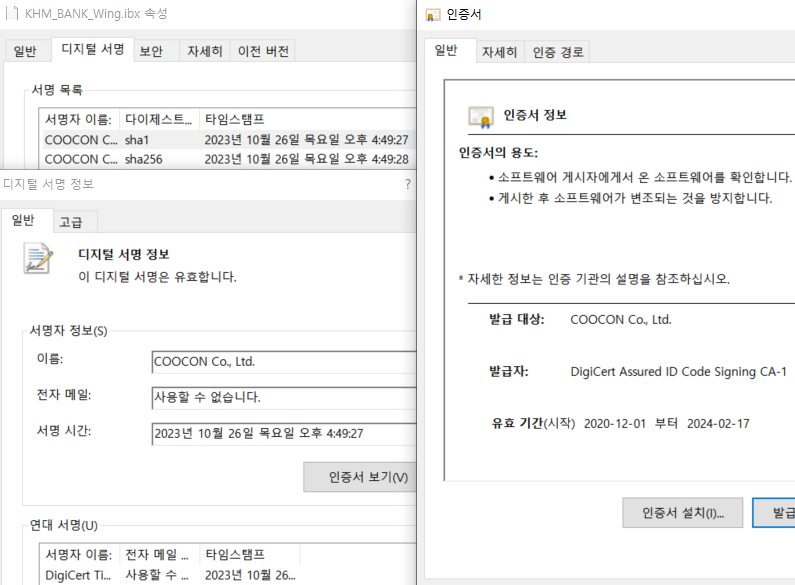 KHM_BANK_Wing.ibx 속성
일반 디지털 서명 보안 자세히 이전 버전
서명 목록
서명자 이름: 다이제스트... 타임스탬프
COOCON C... sha1 2023년 10월 26일 목요일 오후 4:49:27
COOCON C... sha256 2023년 10월 26일 목요일 오후 4:49:28
디지털 서명 정보 ?
일반 고급
디지털 서명 정보
이 디지털 서명은 유효합니다.
서명자 정보(S)
이름: COOCON Co., Ltd.
전자 메일: 사용할 수 없습니다.
서명 시간: 2023년 10월 26일 목요일 오후 4:49:27
인증서 보기(V)
연대 서명(U)
서명자 이름: 전자 메일 ... 타임스탬프
DigiCert Ti... 사용할 수 ... 2023년 10월 26...
인증서
일반 자세히 인증 경로
인증서 정보
인증서의 용도:
• 소프트웨어 게시자에게서 온 소프트웨어를 확인합니다.
• 게시한 후 소프트웨어가 변조되는 것을 방지합니다.
* 자세한 정보는 인증 기관의 설명을 참조하십시오.
발급 대상: COOCON Co., Ltd.
발급자: DigiCert Assured ID Code Signing CA-1
유효 기간(시작) 2020-12-01 부터 2024-02-17
인증서 설치(I)... 발급